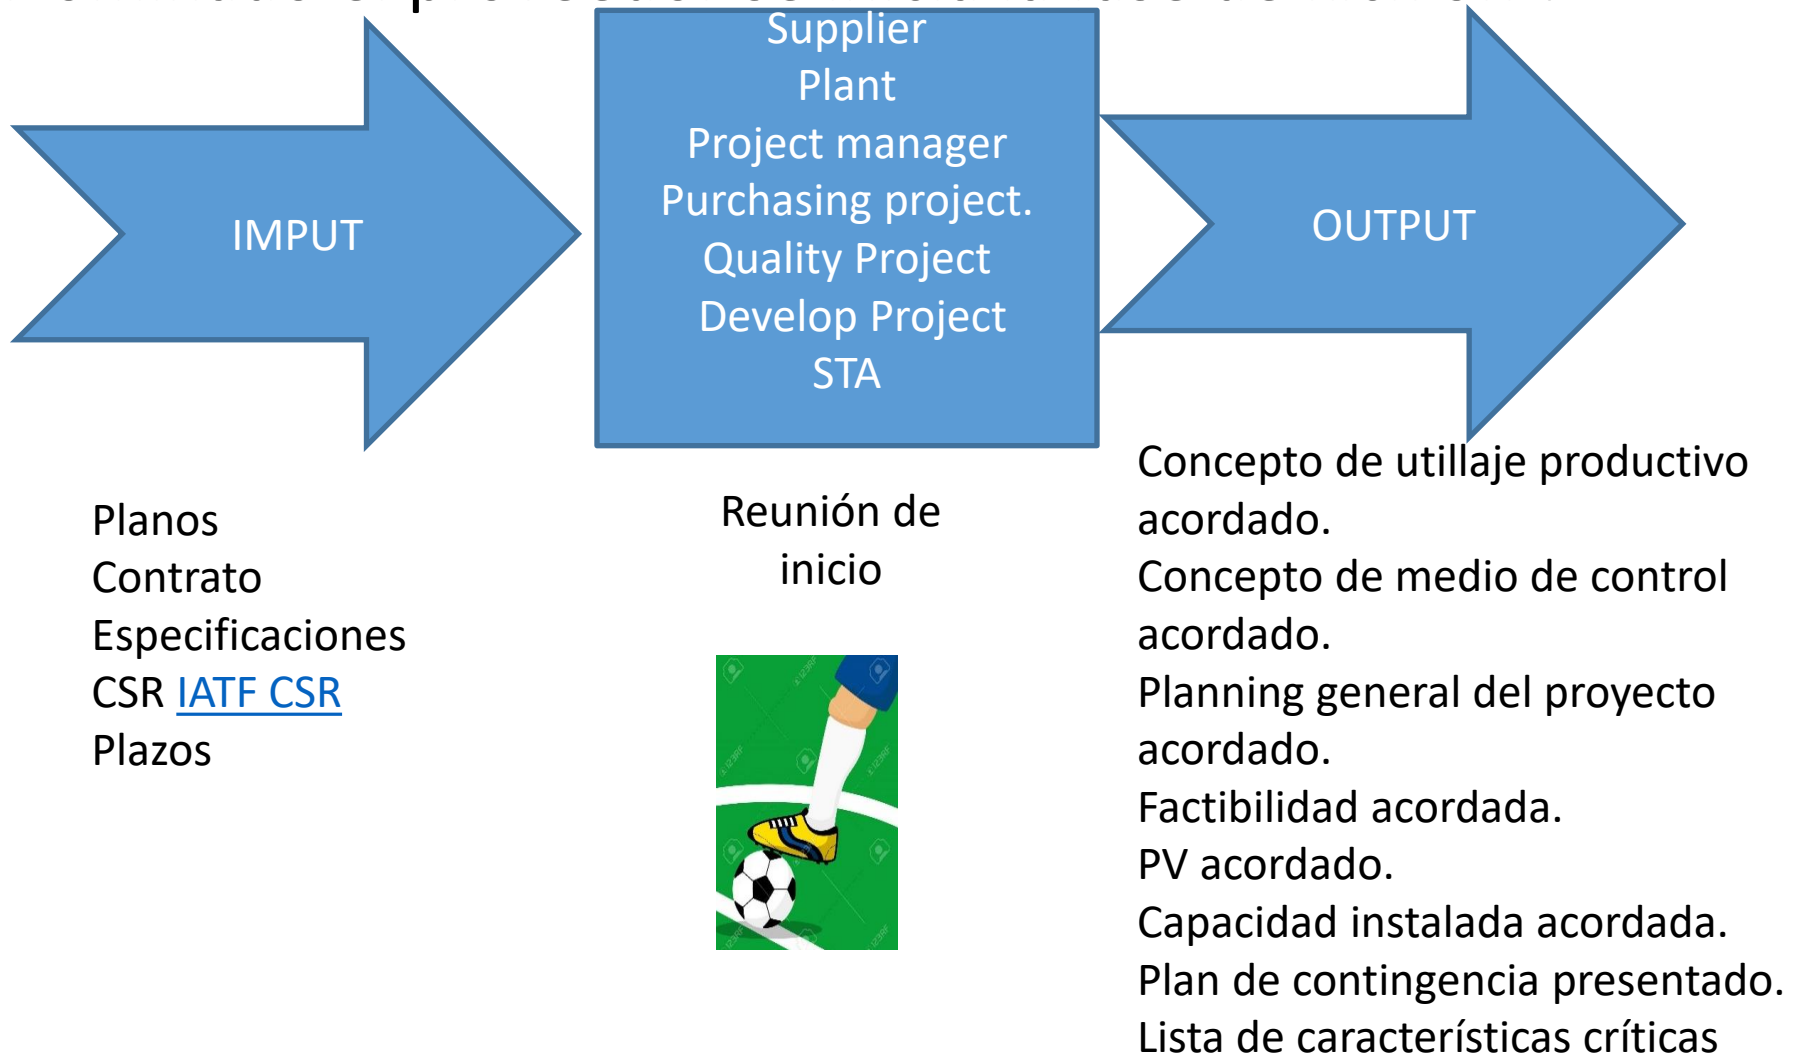 IMPUT
Supplier
Plant
Project manager
Purchasing project.
Quality Project
Develop Project
STA
OUTPUT
Planos
Contrato
Especificaciones
CSR IATF CSR
Plazos
Reunión de
inicio
Concepto de utillaje productivo
acordado.
Concepto de medio de control
acordado.
Planning general del proyecto
acordado.
Factibilidad acordada.
PV acordado.
Capacidad instalada acordada.
Plan de contingencia presentado.
Lista de características críticas